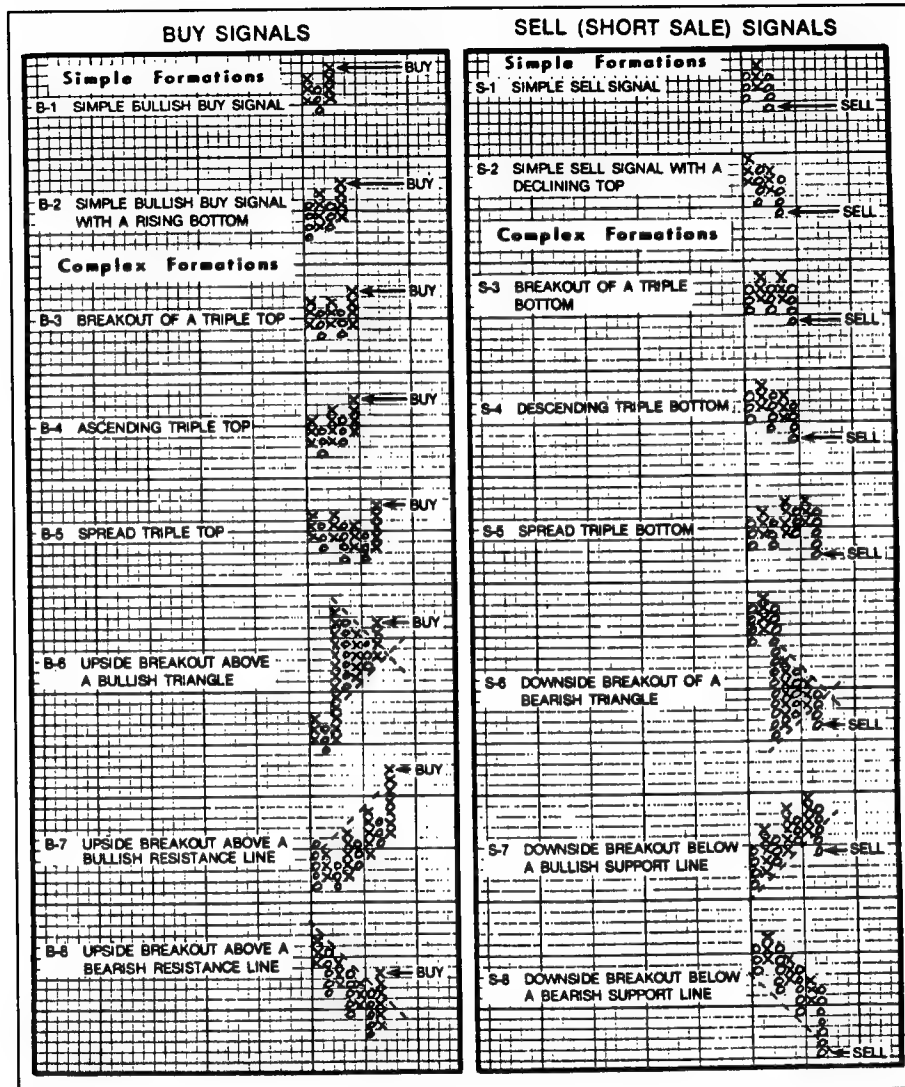 BUY SIGNALS
Simple Formations
BUY
B-1 SIMPLE BULLISH BUY SIGNAL
BUY
B-2 SIMPLE BULLISH BUY SIGNAL
WITH A RISING BOTTOM
Complex Formations
BUY
B-3 BREAKOUT OF A TRIPLE TOP
BUY
B-4 ASCENDING TRIPLE TOP
BUY
B-5 SPREAD TRIPLE TOP
BUY
B-6 UPSIDE BREAKOUT ABOVE
A BULLISH TRIANGLE
BUY
B-7 UPSIDE BREAKOUT ABOVE A
BULLISH RESISTANCE LINE
B-8 UPSIDE BREAKOUT ABOVE A
BEARISH RESISTANCE LINE
BUY
SELL (SHORT SALE) SIGNALS
Simple Formations
S-1 SIMPLE SELL SIGNAL
SELL
S-2 SIMPLE SELL SIGNAL WITH A
DECLINING TOP
SELL
Complex Formations
S-3 BREAKOUT OF A TRIPLE
BOTTOM
SELL
S-4 DESCENDING TRIPLE BOTTOM
SELL
S-5 SPREAD TRIPLE BOTTOM
SELL
S-6 DOWNSIDE BREAKOUT OF A
BEARISH TRIANGLE
SELL
S-7 DOWNSIDE BREAKOUT BELOW
A BULLISH SUPPORT LINE
SELL
S-8 DOWNSIDE BREAKOUT BELOW
A BEARISH SUPPORT LINE
SELL